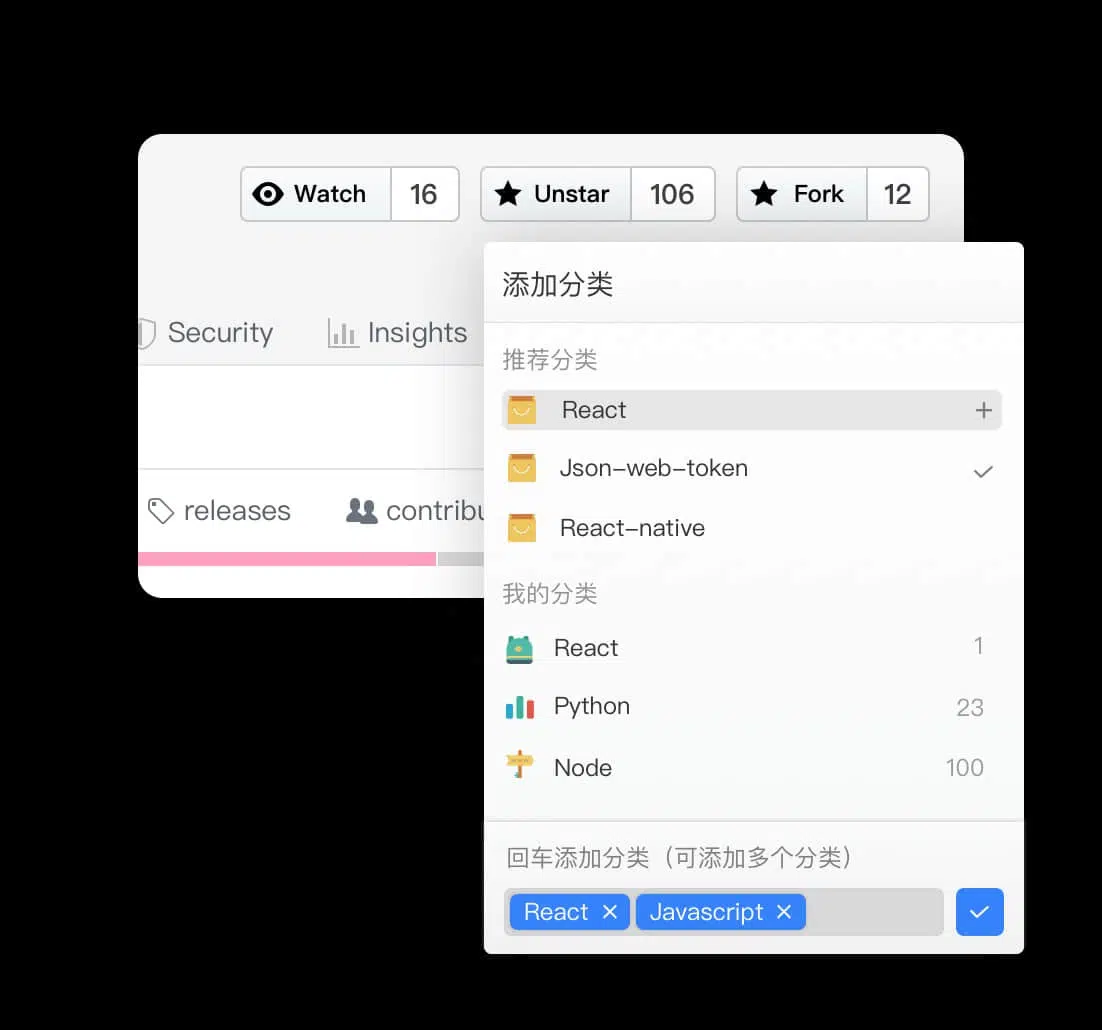 Watch 16 Unstar 106 Fork 12
Security Insights
releases contribu
添加分类
推荐分类
React
Json-web-token
React-native
我的分类
React 1
Python 23
Node 100
回车添加分类（可添加多个分类）
React Javascript